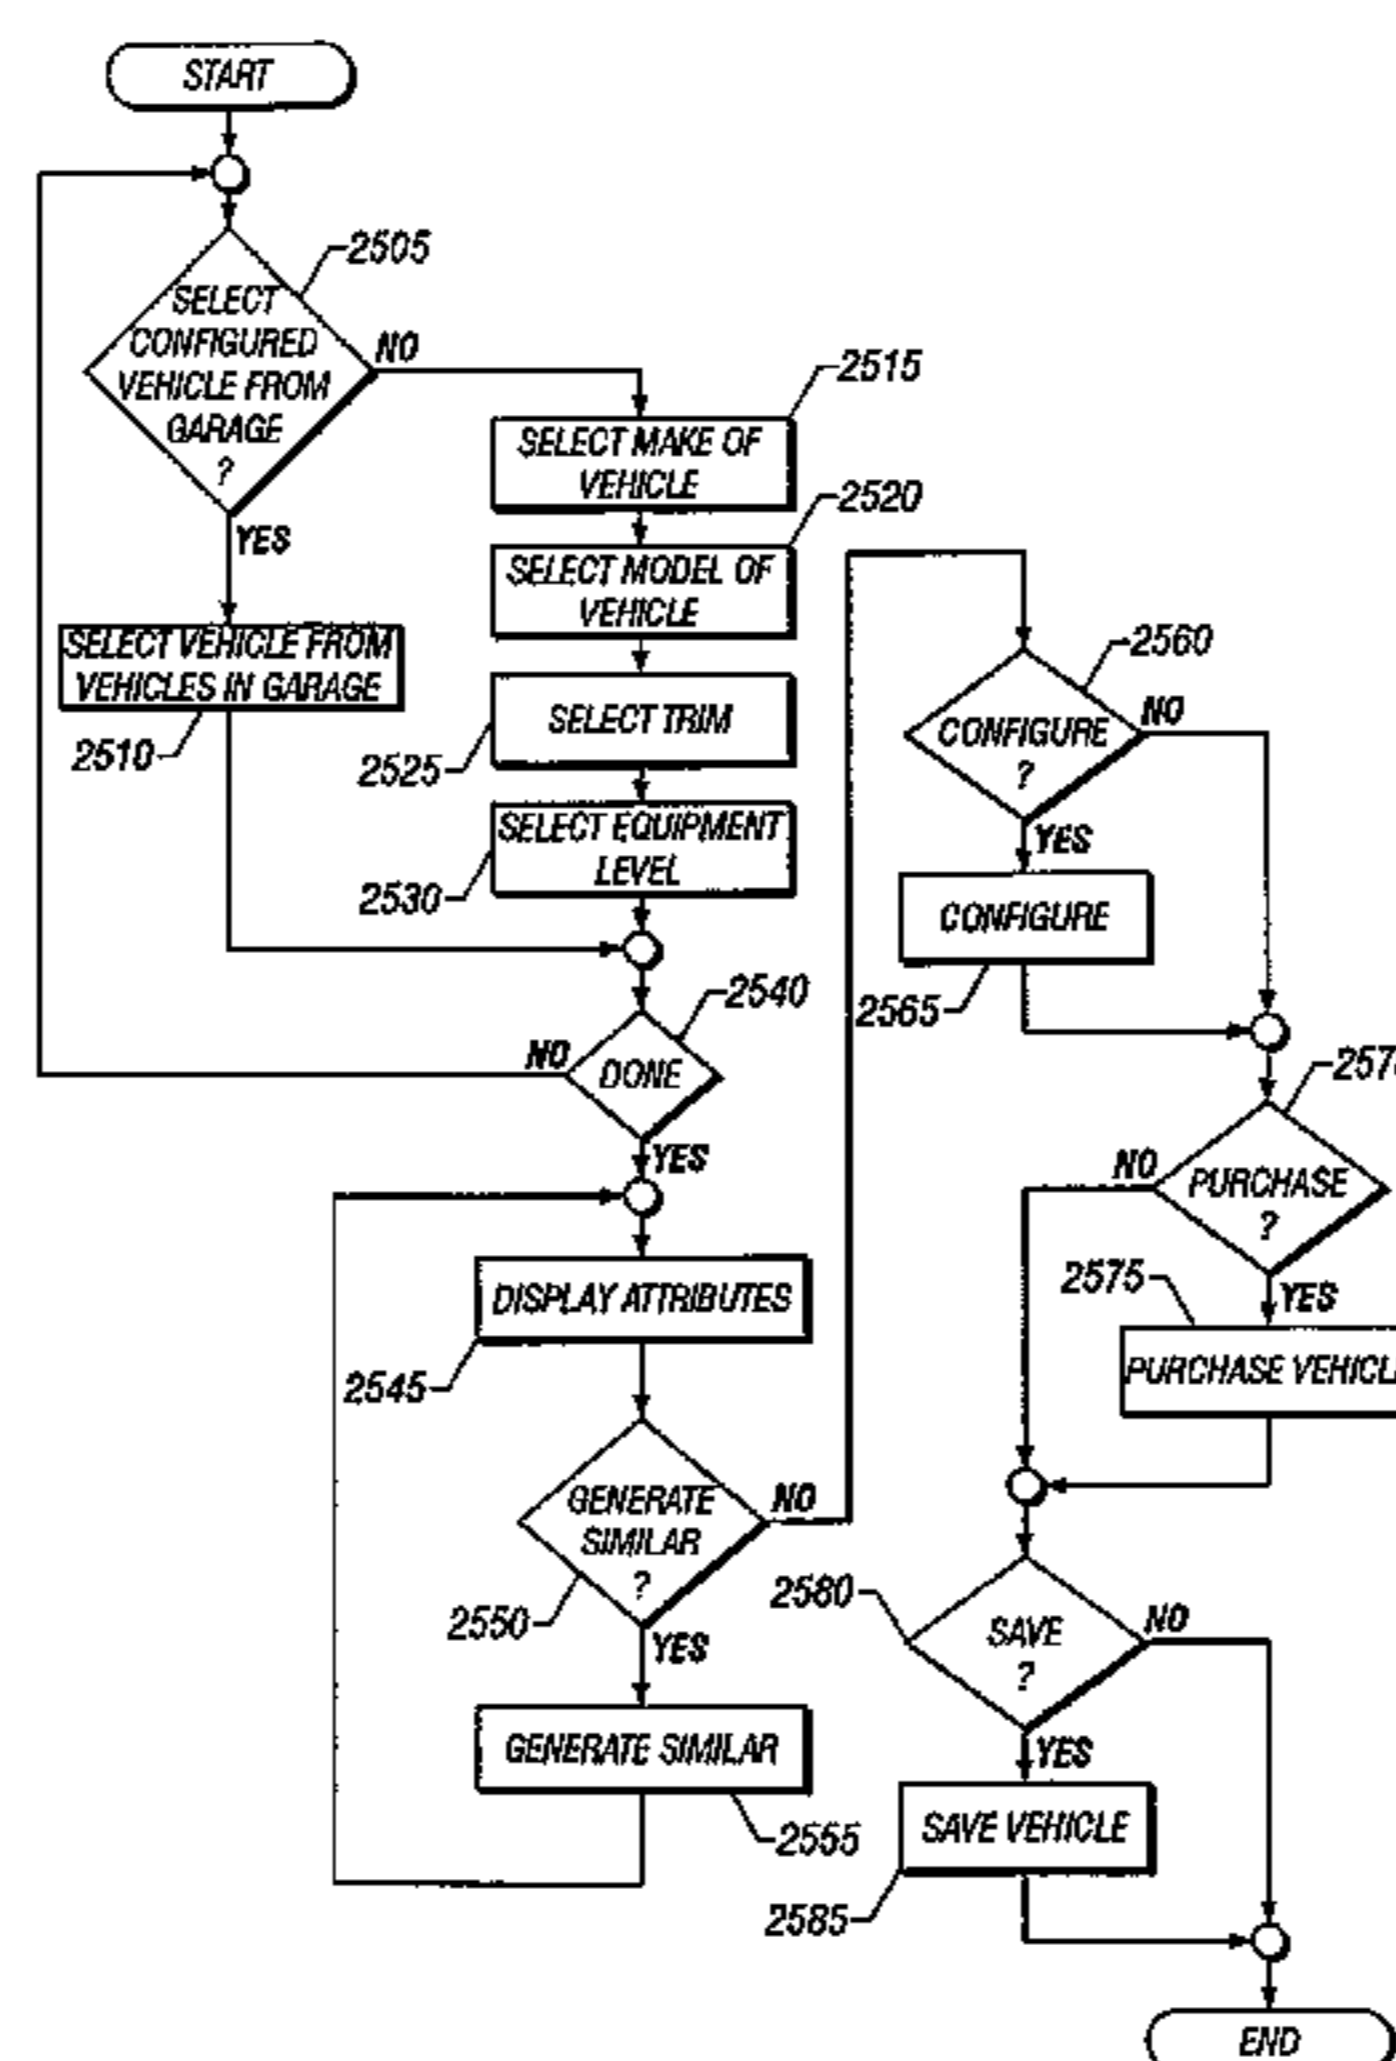 START
2505
SELECT
CONFIGURED
VEHICLE FROM
GARAGE
?
NO
YES
2515
SELECT MAKE OF
VEHICLE
2520
SELECT MODEL OF
VEHICLE
SELECT VEHICLE FROM
VEHICLES IN GARAGE
2510
SELECT TRIM
2525
SELECT EQUIPMENT
LEVEL
2530
2540
DONE
NO
YES
DISPLAY ATTRIBUTES
2545
GENERATE
SIMILAR
?
NO
2550
YES
GENERATE SIMILAR
2555
2560
CONFIGURE
?
NO
YES
CONFIGURE
2565
PURCHASE
?
NO
YES
2575
PURCHASE
2580
SAVE
?
NO
YES
SAVE VEHICLE
2585
END